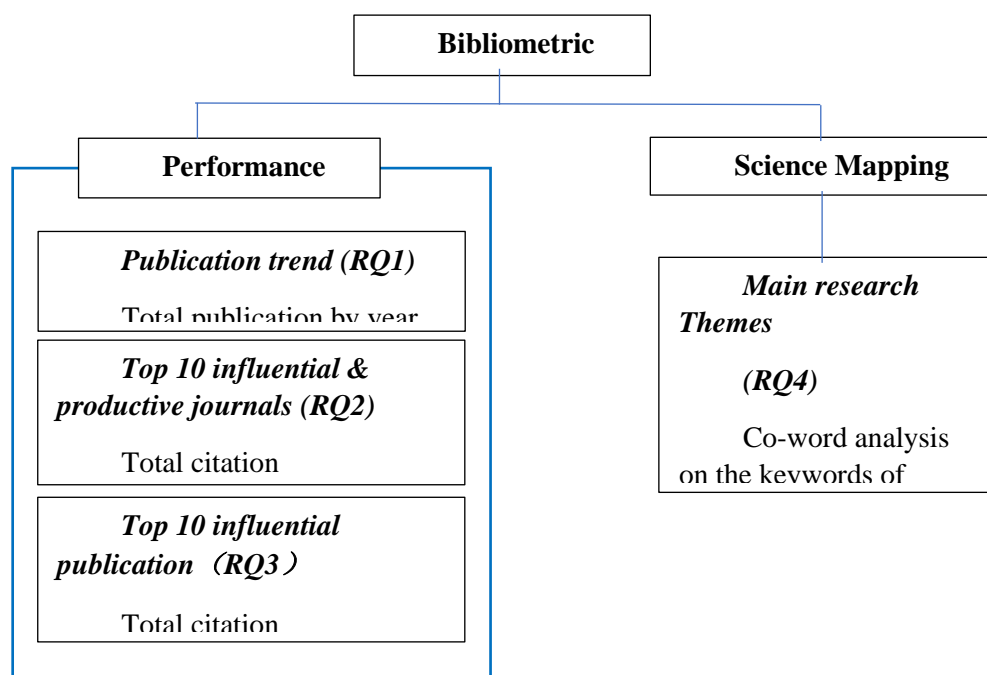 Bibliometric
Performance
Science Mapping
Publication trend (RQ1)
Total publication by year
Top 10 influential &
productive journals (RQ2)
Total citation
Top 10 influential
publication（RQ3）
Total citation
Main research
Themes
(RQ4)
Co-word analysis
on the keywords of